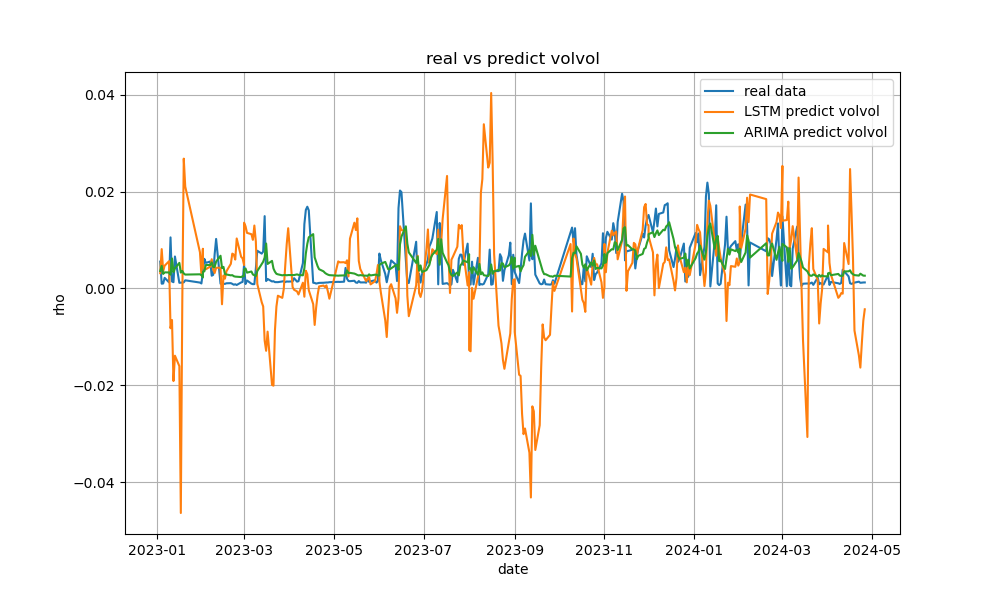 real vs predict volvol
real data
LSTM predict volvol
ARIMA predict volvol
0.04
0.02
0.00
−0.02
−0.04
rho
2023-01 2023-03 2023-05 2023-07 2023-09 2023-11 2024-01 2024-03 2024-05
date